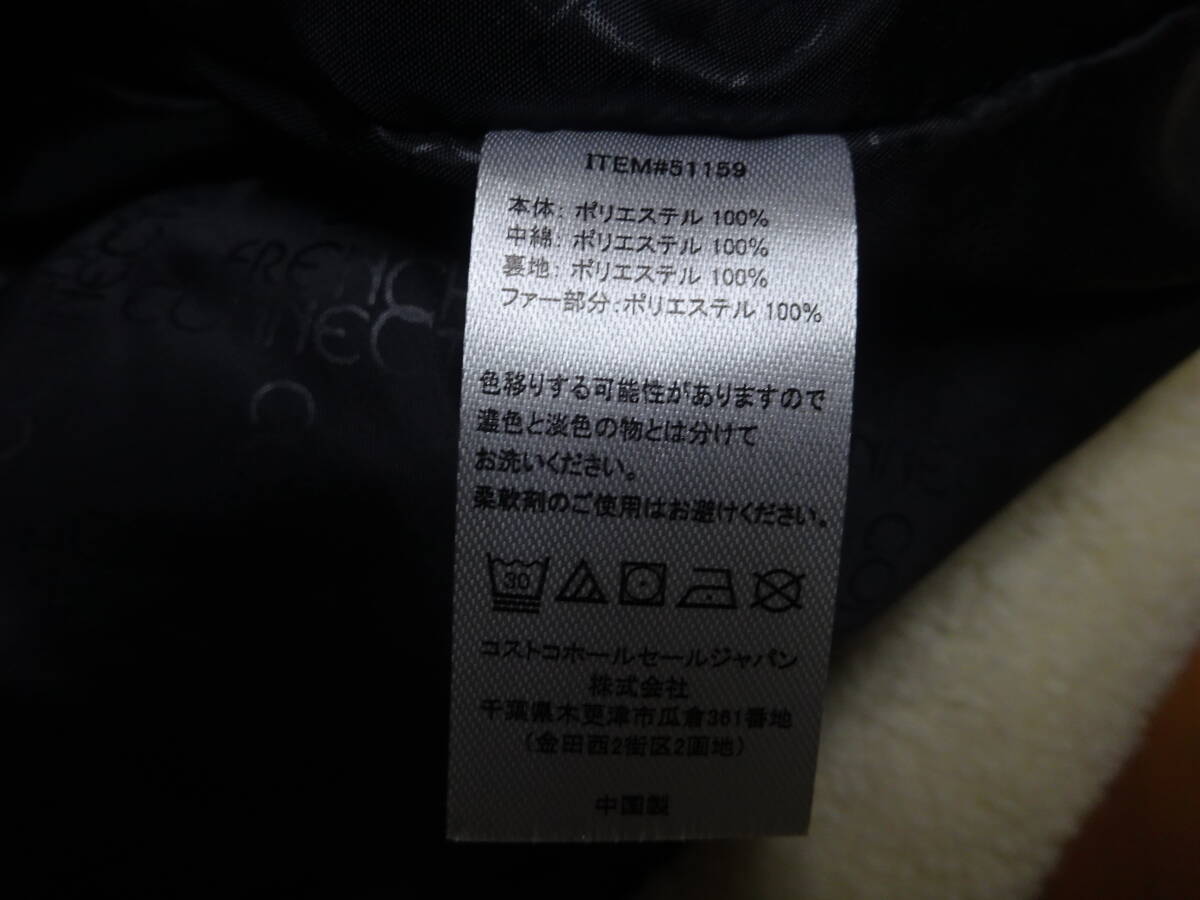 ITEM#51159
本体: ポリエステル 100%
中綿: ポリエステル 100%
裏地: ポリエステル 100%
ファー部分: ポリエステル 100%
色移りする可能性がありますので
濃色と淡色の物とは分けて
お洗いください。
柔軟剤のご使用はお避けください。
30
コストコホールセールジャパン
株式会社
千葉県木更津市瓜倉361番地
(金田西2街区2画地)
中国製
FRENCH
CONNEC